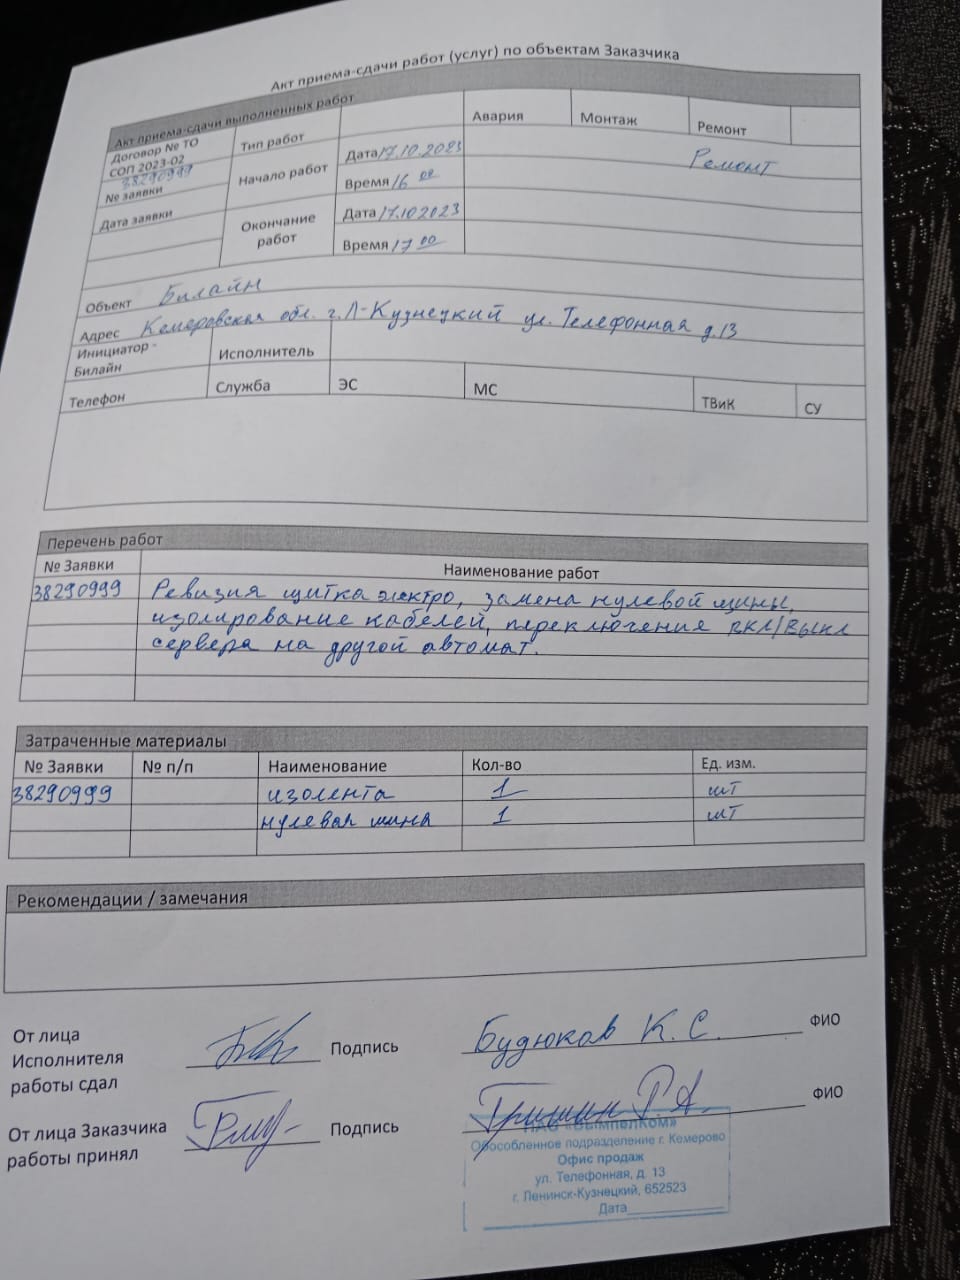 Акт приема-сдачи работ (услуг) по объектам Заказчика
Акт приема-сдачи выполненных работ
Договор № ТО СОП 2023-02
Тип работ
Авария
Монтаж
Ремонт
38290999
№ заявки
Начало работ
Дата 17.10.2023
Ремонт
Время 16 00
Дата заявки
Окончание работ
Дата 17.10.2023
Время 17 00
Объект Билайн
Адрес Кемеровская обл. г.Л-Кузнецкий ул. Телефонная д.13
Инициатор - Билайн
Исполнитель
Телефон
Служба
ЭС
МС
ТВиК
СУ
Перечень работ
№ Заявки
Наименование работ
38290999 Ревизия щитка электро, замена нулевой шины,
изолирование кабелей, переключения вкл/выкл
сервера на другой автомат.
Затраченные материалы
№ Заявки № п/п Наименование Кол-во Ед. изм.
38290999 изолента 1 шт
нулевая шина 1 шт
Рекомендации / замечания
От лица
Исполнителя
работы сдал
Подпись
Будюков К. С.
ФИО
От лица Заказчика
работы принял
Подпись
Гришин Р.А.
ФИО
ПАО «ВымпелКом»
Обособленное подразделение г. Кемерово
Офис продаж
ул. Телефонная, д. 13
г. Ленинск-Кузнецкий, 652523
Дата